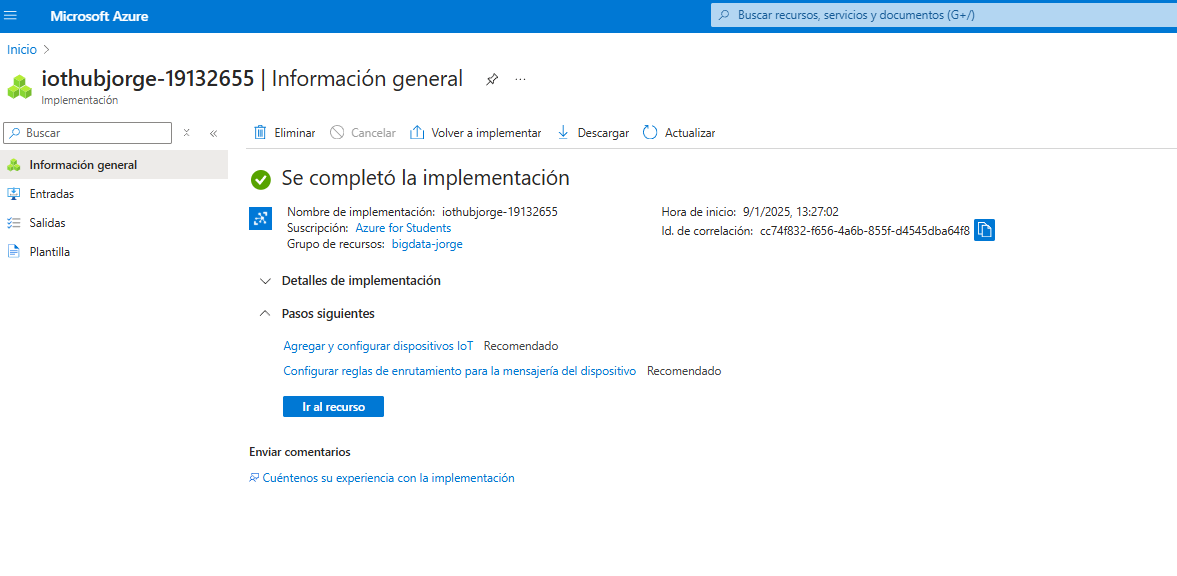 Microsoft Azure
Buscar recursos, servicios y documentos (G+/)
Inicio
iothubjorge-19132655 | Información general
Implementación
Buscar
Eliminar Cancelar Volver a implementar Descargar Actualizar
Información general
Entradas
Salidas
Plantilla
Se completó la implementación
Nombre de implementación: iothubjorge-19132655
Suscripción: Azure for Students
Grupo de recursos: bigdata-jorge
Hora de inicio: 9/1/2025, 13:27:02
Id. de correlación: cc74f832-f656-4a6b-855f-d4545dba64f8
Detalles de implementación
Pasos siguientes
Agregar y configurar dispositivos IoT Recomendado
Configurar reglas de enrutamiento para la mensajería del dispositivo Recomendado
Ir al recurso
Enviar comentarios
Cuéntenos su experiencia con la implementación